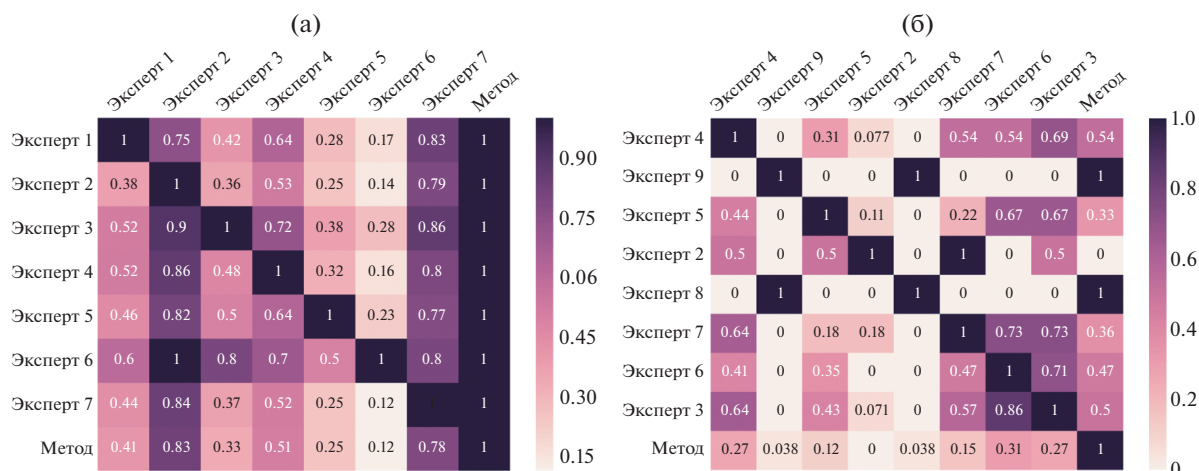 (а)
Эксперт 1 Эксперт 2 Эксперт 3 Эксперт 4 Эксперт 5 Эксперт 6 Эксперт 7 Метод
Эксперт 1 1 0.75 0.42 0.64 0.28 0.17 0.83 1
Эксперт 2 0.38 1 0.36 0.53 0.25 0.14 0.79 1
Эксперт 3 0.52 0.9 1 0.72 0.38 0.28 0.86 1
Эксперт 4 0.52 0.86 0.48 1 0.32 0.16 0.8 1
Эксперт 5 0.46 0.82 0.5 0.64 1 0.23 0.77 1
Эксперт 6 0.6 1 0.8 0.7 0.5 1 0.8 1
Эксперт 7 0.44 0.84 0.37 0.52 0.25 0.12 1
Метод 0.41 0.83 0.33 0.51 0.25 0.12 0.78 1
0.90
0.75
0.06
0.45
0.30
0.15
(б)
Эксперт 4 Эксперт 9 Эксперт 5 Эксперт 2 Эксперт 8 Эксперт 7 Эксперт 6 Эксперт 3 Метод
Эксперт 4 1 0 0.31 0.077 0 0.54 0.54 0.69 0.54
Эксперт 9 0 1 0 0 1 0 0 0 1
Эксперт 5 0.44 0 1 0.11 0 0.22 0.67 0.67 0.33
Эксперт 2 0.5 0 0.5 1 0 1 0 0.5 0
Эксперт 8 0 1 0 0 1 0 0 0 1
Эксперт 7 0.64 0 0.18 0.18 0 1 0.73 0.73 0.36
Эксперт 6 0.41 0 0.35 0 0 0.47 1 0.71 0.47
Эксперт 3 0.64 0 0.43 0.071 0 0.57 0.86 1 0.5
Метод 0.27 0.038 0.12 0 0.038 0.15 0.31 0.27 1
1.0
0.8
0.6
0.4
0.2
0